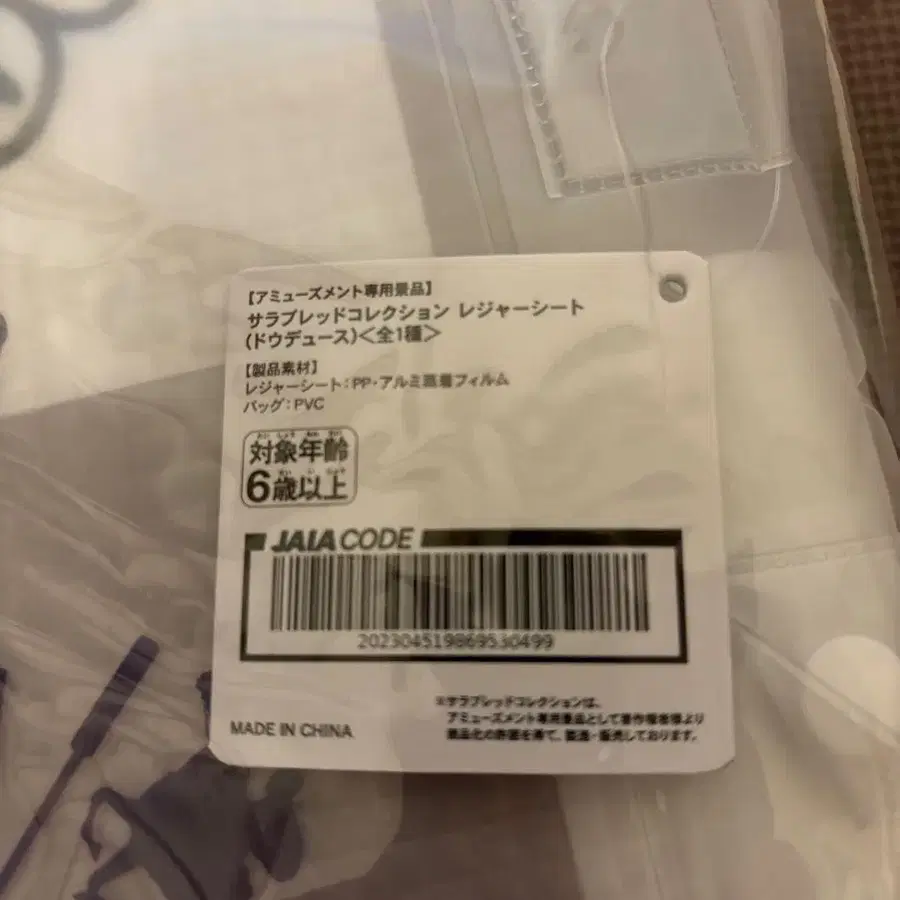 【アミューズメント専用景品】
サラブレッドコレクション レジャーシート
(ドウデュース)＜全1種＞
【製品素材】
レジャーシート：PP・アルミ蒸着フィルム
バッグ：PVC
対象年齢
6歳以上
JAIA CODE
202304519869530499
MADE IN CHINA
※サラブレッドコレクションは、
アミューズメント専用景品として著作権者様より
商品化の許諾を得て、製造・販売しております。